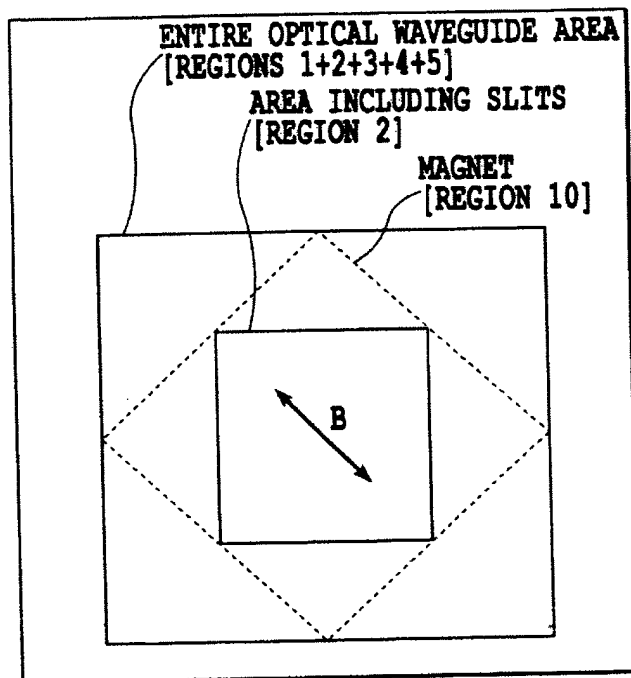 ENTIRE OPTICAL WAVEGUIDE AREA
[REGIONS 1+2+3+4+5]
AREA INCLUDING SLITS
[REGION 2]
MAGNET
[REGION 10]
B